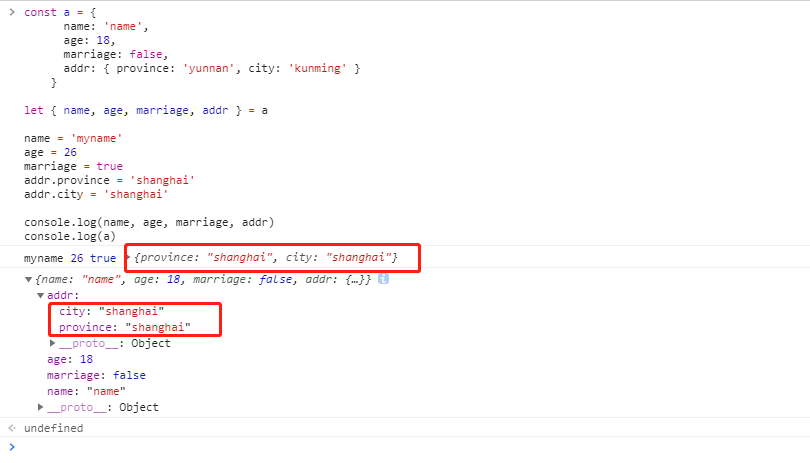 const a = {
name: 'name',
age: 18,
marriage: false,
addr: { province: 'yunnan', city: 'kunming' }
}
let { name, age, marriage, addr } = a
name = 'myname'
age = 26
marriage = true
addr.province = 'shanghai'
addr.city = 'shanghai'
console.log(name, age, marriage, addr)
console.log(a)
myname 26 true {province: "shanghai", city: "shanghai"}
{name: "name", age: 18, marriage: false, addr: {…}} i
addr:
city: "shanghai"
province: "shanghai"
__proto__: Object
age: 18
marriage: false
name: "name"
__proto__: Object
undefined